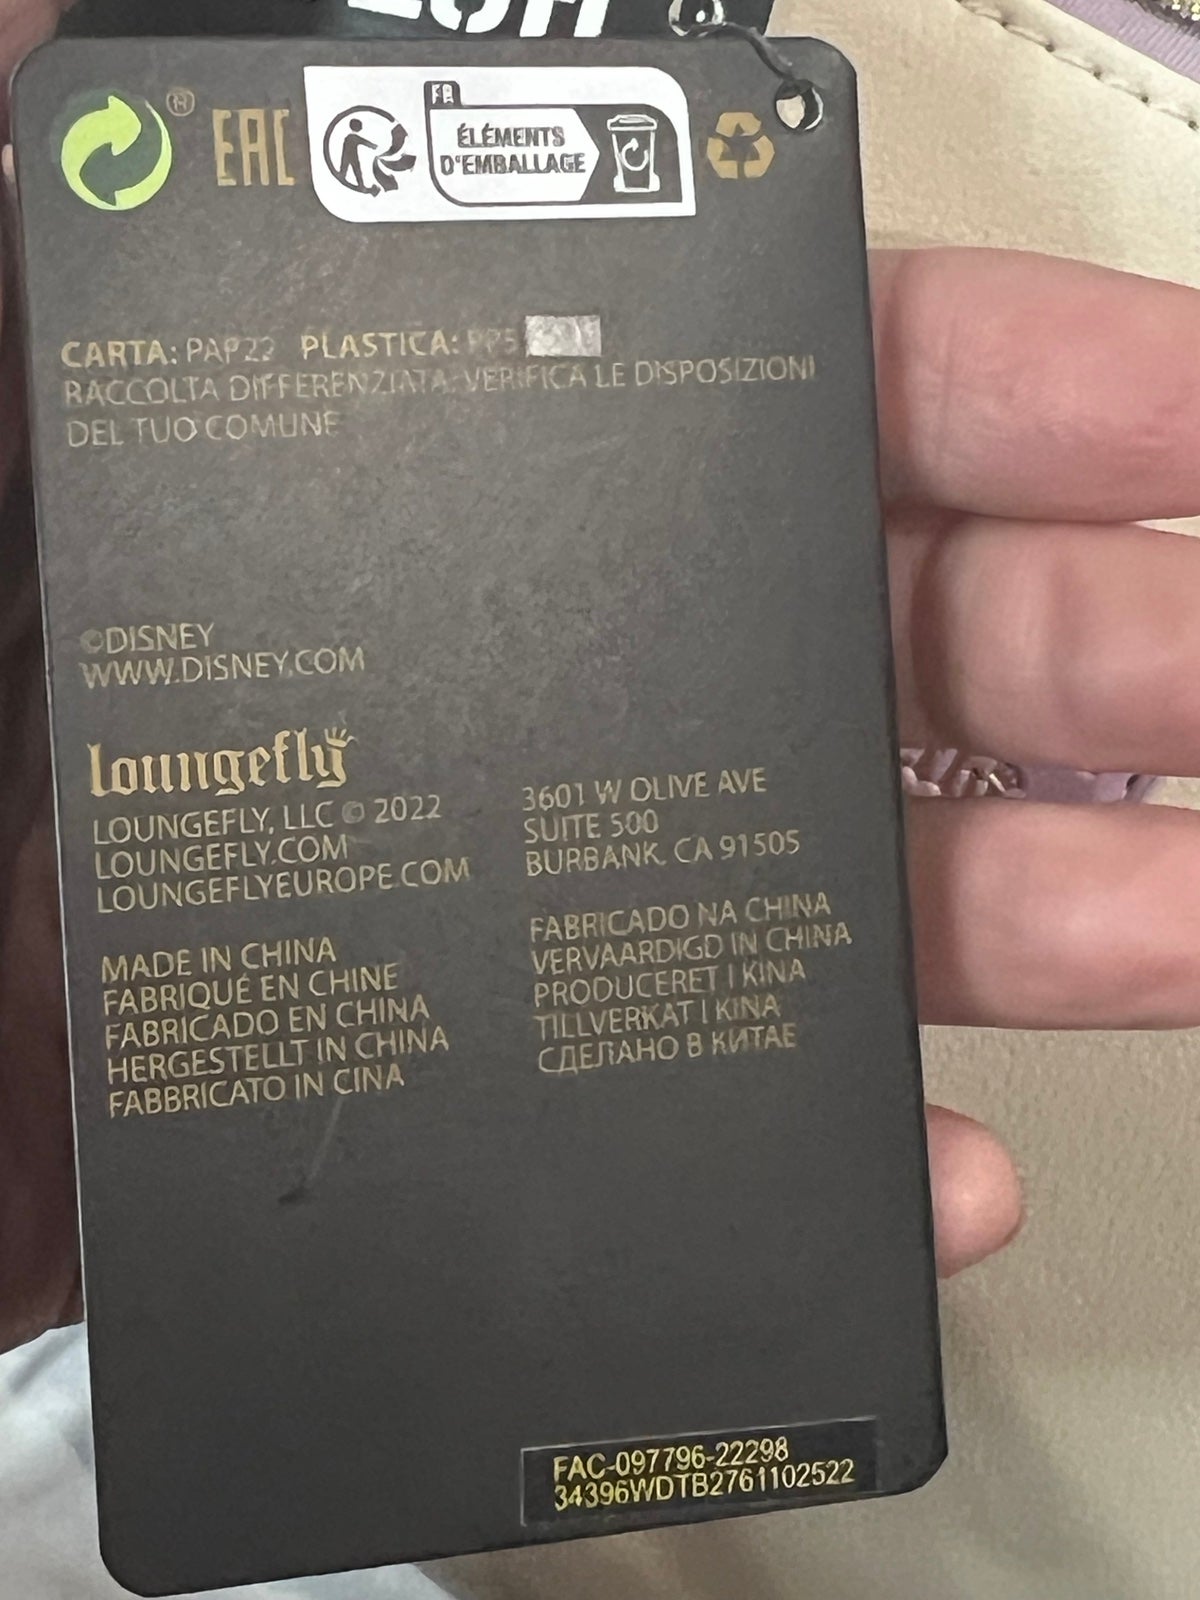 EAC
FR
ÉLÉMENTS
D'EMBALLAGE
CARTA: PAP22 PLASTICA: PP5
RACCOLTA DIFFERENZIATA. VERIFICA LE DISPOSIZIONI
DEL TUO COMUNE
©DISNEY
WWW.DISNEY.COM
loungefly
LOUNGEFLY, LLC © 2022
LOUNGEFLY.COM
LOUNGEFLYEUROPE.COM
3601 W OLIVE AVE
SUITE 500
BURBANK, CA 91505
MADE IN CHINA
FABRIQUÉ EN CHINE
FABRICADO EN CHINA
HERGESTELLT IN CHINA
FABBRICATO IN CINA
FABRICADO NA CHINA
VERVAARDIGD IN CHINA
PRODUCERET I KINA
TILLVERKAT I KINA
СДЕЛАНО В КИТАЕ
FAC-097796-22298
34396WDTB2761102522